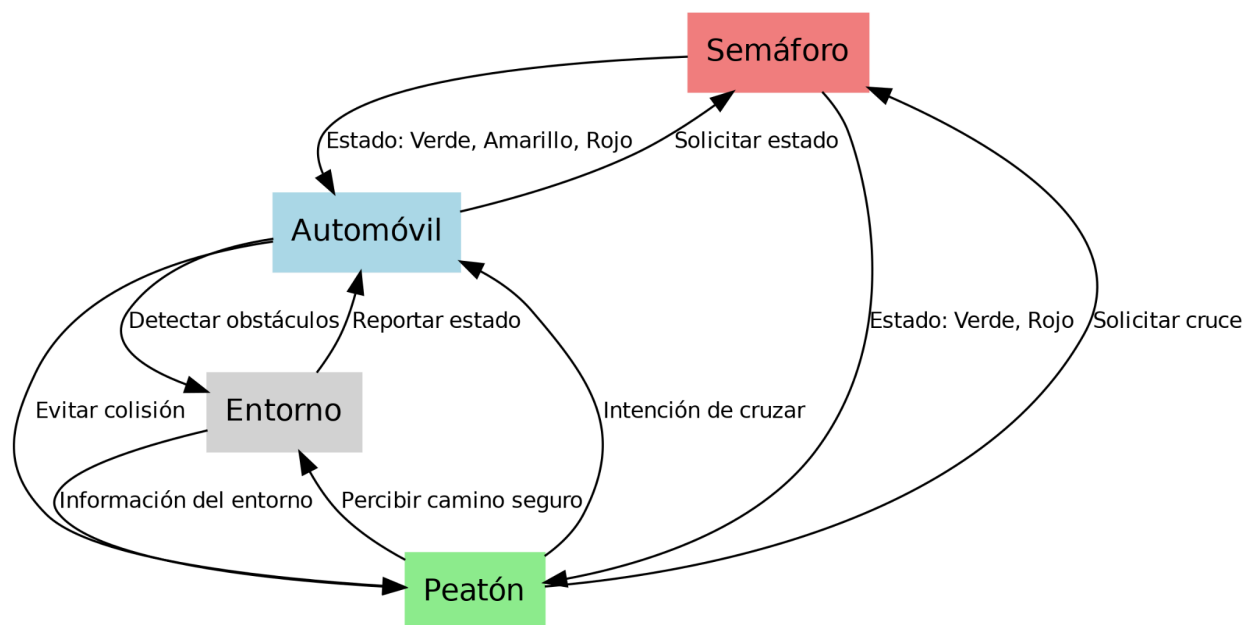 Semáforo
Estado: Verde, Amarillo, Rojo
Solicitar estado
Automóvil
Detectar obstáculos
Reportar estado
Estado: Verde, Rojo
Solicitar cruce
Evitar colisión
Entorno
Intención de cruzar
Información del entorno
Percibir camino seguro
Peatón